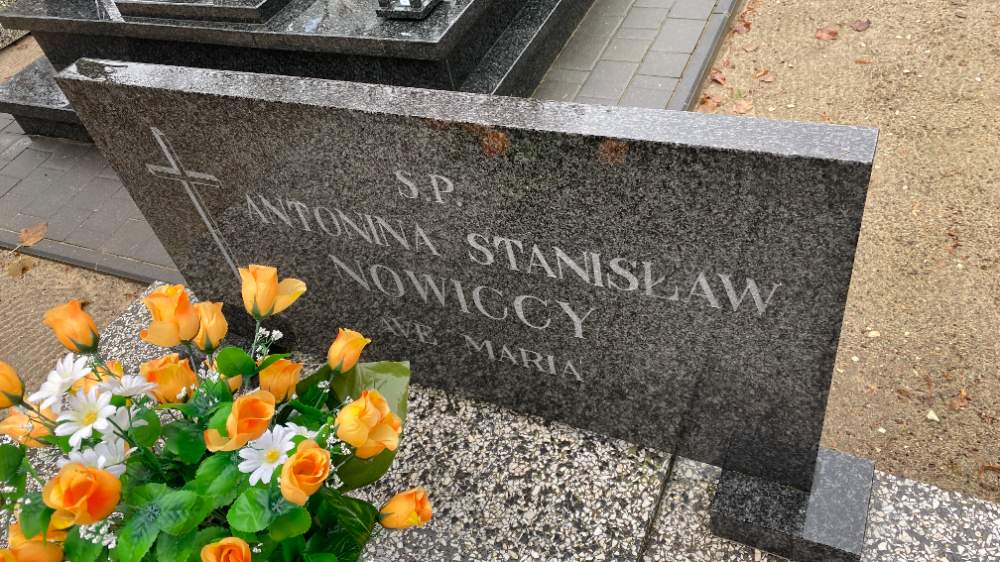 S.P.
ANTONINA STANISŁAW
NOWICCY
AVE MARIA